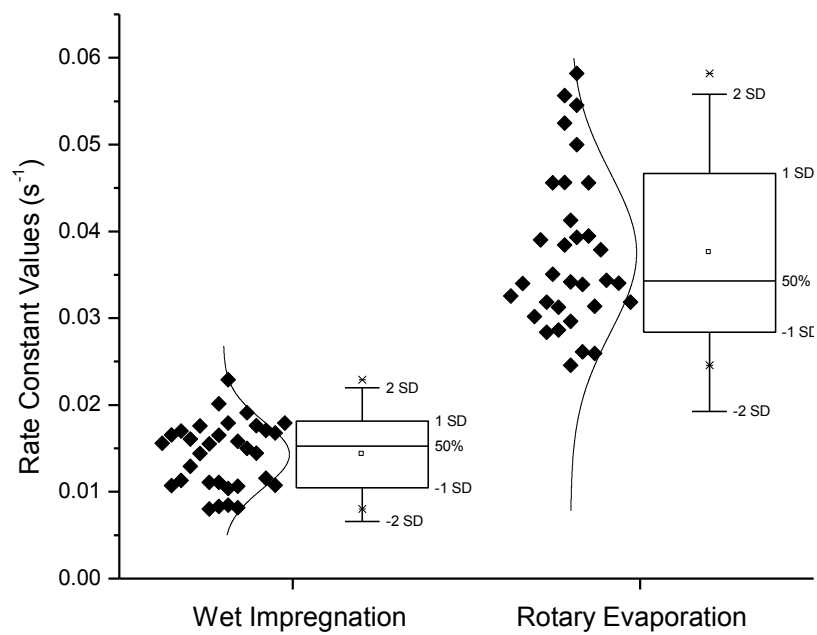 0.06
0.05
0.04
0.03
0.02
0.01
0.00
Rate Constant Values (s⁻¹)
2 SD
1 SD
50%
-1 SD
-2 SD
2 SD
1 SD
50%
-1 SD
-2 SD
Wet Impregnation
Rotary Evaporation